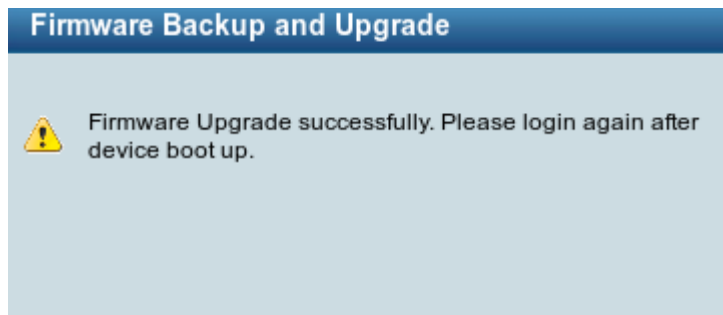 Firmware Backup and Upgrade
Firmware Upgrade successfully. Please login again after
device boot up.